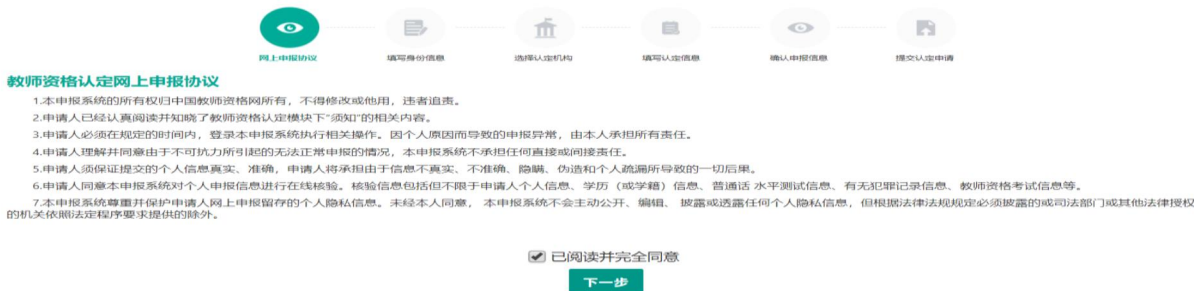 网上申报协议 填写身份信息 选择认定机构 填写认定信息 确认申报信息 提交认定申请
教师资格认定网上申报协议
1.本申报系统的所有权归中国教师资格网所有，不得修改或他用，违者追责。
2.申请人已经认真阅读并知晓了教师资格认定模块下“须知”的相关内容。
3.申请人必须在规定的时间内，登录本申报系统执行相关操作。因个人原因而导致的申报异常，由本人承担所有责任。
4.申请人理解并同意由于不可抗力所引起的无法正常申报的情况，本申报系统不承担任何直接或间接责任。
5.申请人须保证提交的个人信息真实、准确，申请人将承担由于信息不真实、不准确、隐瞒、伪造和个人疏漏所导致的一切后果。
6.申请人同意本申报系统对个人申报信息进行在线核验。核验信息包括但不限于申请人个人信息、学历（或学籍）信息、普通话 水平测试信息、有无犯罪记录信息、教师资格考试信息等。
7.本申报系统尊重并保护申请人网上申报留存的个人隐私信息。未经本人同意， 本申报系统不会主动公开、编辑、 披露或透露任何个人隐私信息，但根据法律法规规定必须披露的或司法部门或其他法律授权
的机关依照法定程序要求提供的除外。
已阅读并完全同意
下一步